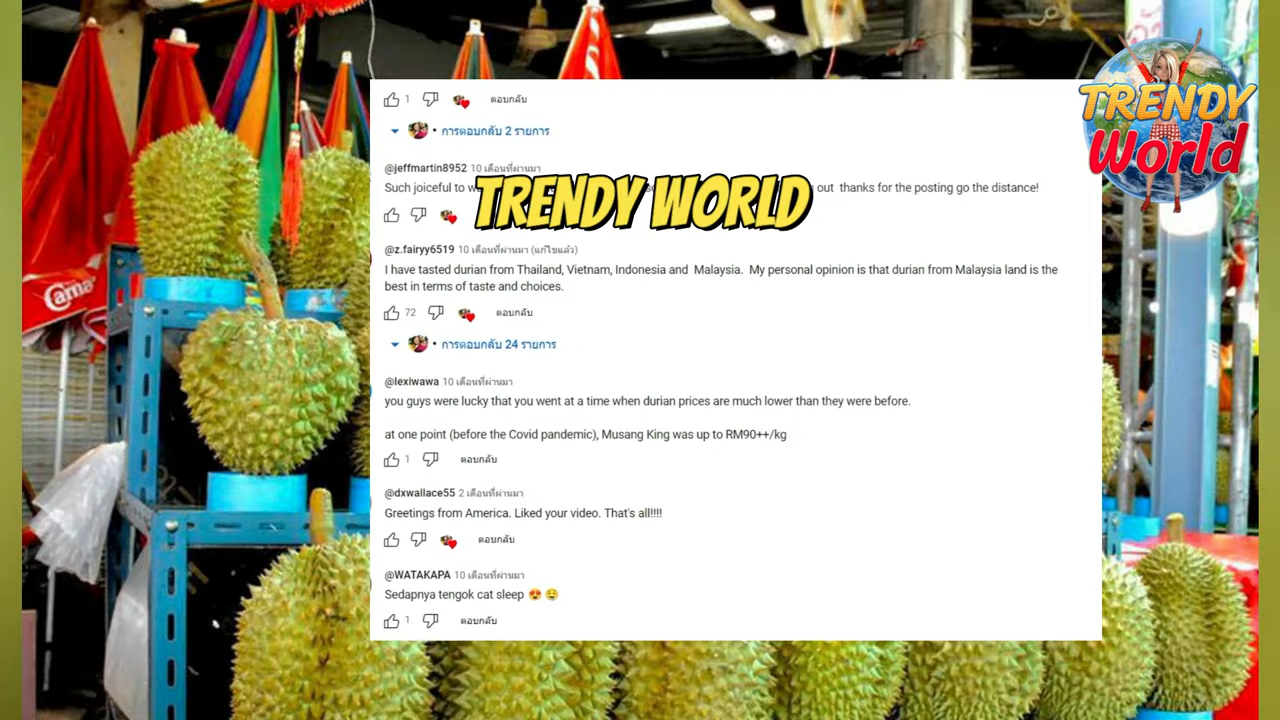 1 ตอบกลับ
• การตอบกลับ 2 รายการ
@jeffmartin8952 10 เดือนที่ผ่านมา
Such joiceful to out thanks for the posting go the distance!
TRENDY WORLD
@z.fairyy6519 10 เดือนที่ผ่านมา (แก้ไขแล้ว)
I have tasted durian from Thailand, Vietnam, Indonesia and Malaysia. My personal opinion is that durian from Malaysia land is the
best in terms of taste and choices.
72 ตอบกลับ
• การตอบกลับ 24 รายการ
@lexiwawa 10 เดือนที่ผ่านมา
you guys were lucky that you went at a time when durian prices are much lower than they were before.
at one point (before the Covid pandemic), Musang King was up to RM90++/kg
1 ตอบกลับ
@dxwallace55 2 เดือนที่ผ่านมา
Greetings from America. Liked your video. That's all!!!!
ตอบกลับ
@WATAKAPA 10 เดือนที่ผ่านมา
Sedapnya tengok cat sleep 😍 🤤
1 ตอบกลับ
TRENDY
World